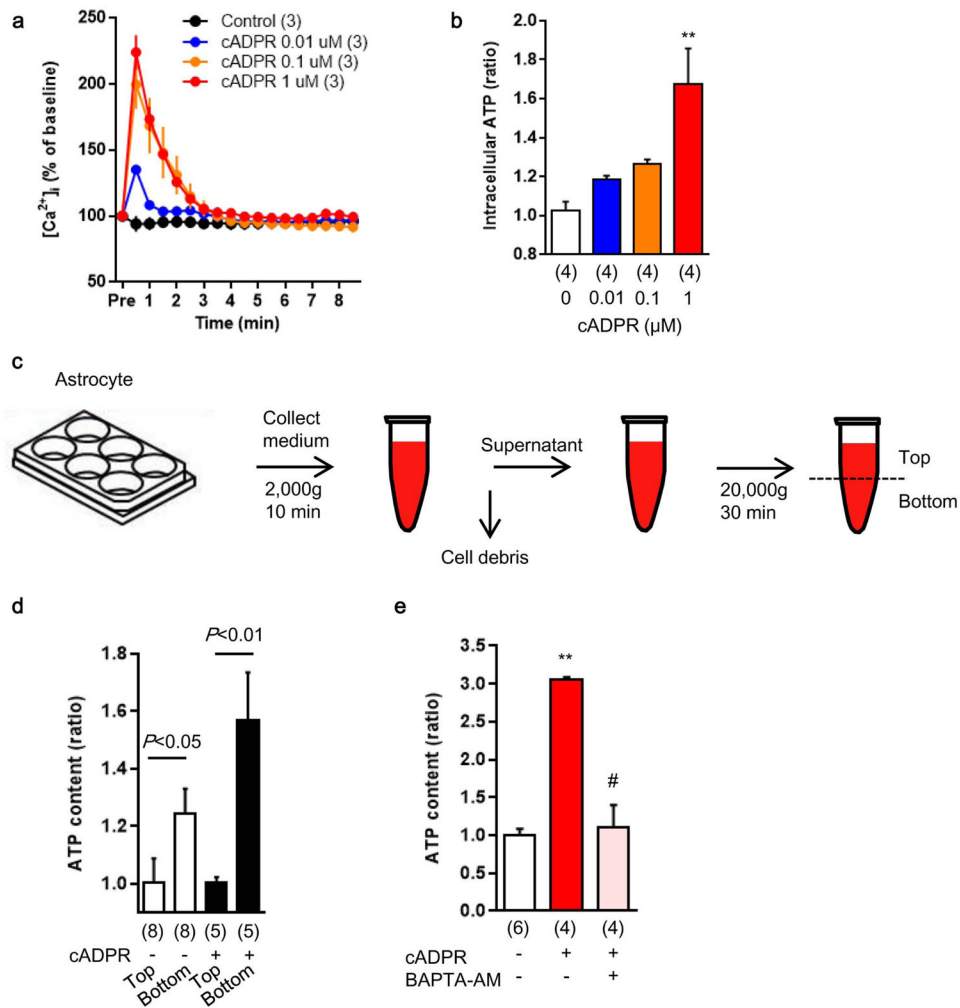 a
250
200
150
100
50
[Ca²⁺]ᵢ (% of baseline)
Control (3)
cADPR 0.01 uM (3)
cADPR 0.1 uM (3)
cADPR 1 uM (3)
Pre 1 2 3 4 5 6 7 8
Time (min)
b
2.0
1.8
1.6
1.4
1.2
1.0
0.8
Intracellular ATP (ratio)
**
(4) (4) (4) (4)
0 0.01 0.1 1
cADPR (µM)
c
Astrocyte
Collect
medium
2,000g
10 min
Supernatant
Cell debris
20,000g
30 min
Top
Bottom
d
1.8
1.6
1.4
1.2
1.0
ATP content (ratio)
P<0.05
P<0.01
(8) (8) (5) (5)
cADPR - - + +
Top Bottom Top Bottom
e
3.5
3.0
2.5
2.0
1.5
1.0
0.5
0.0
ATP content (ratio)
**
#
(6) (4) (4)
cADPR - + +
BAPTA-AM - - +